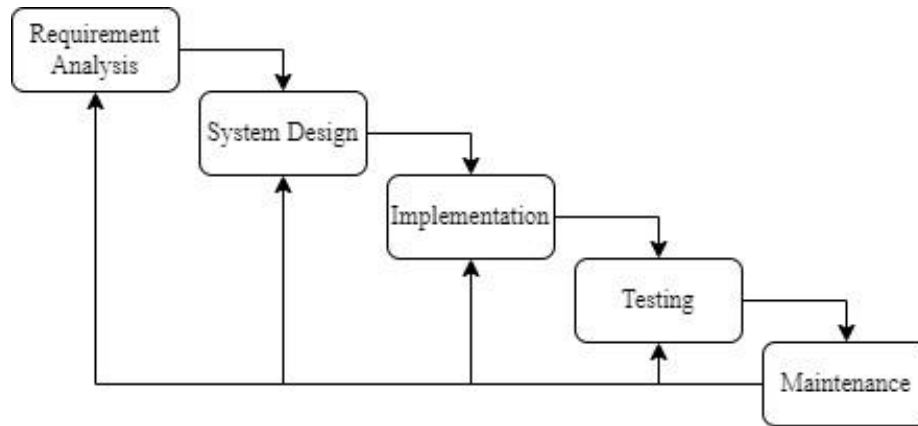 Requirement
Analysis
System Design
Implementation
Testing
Maintenance